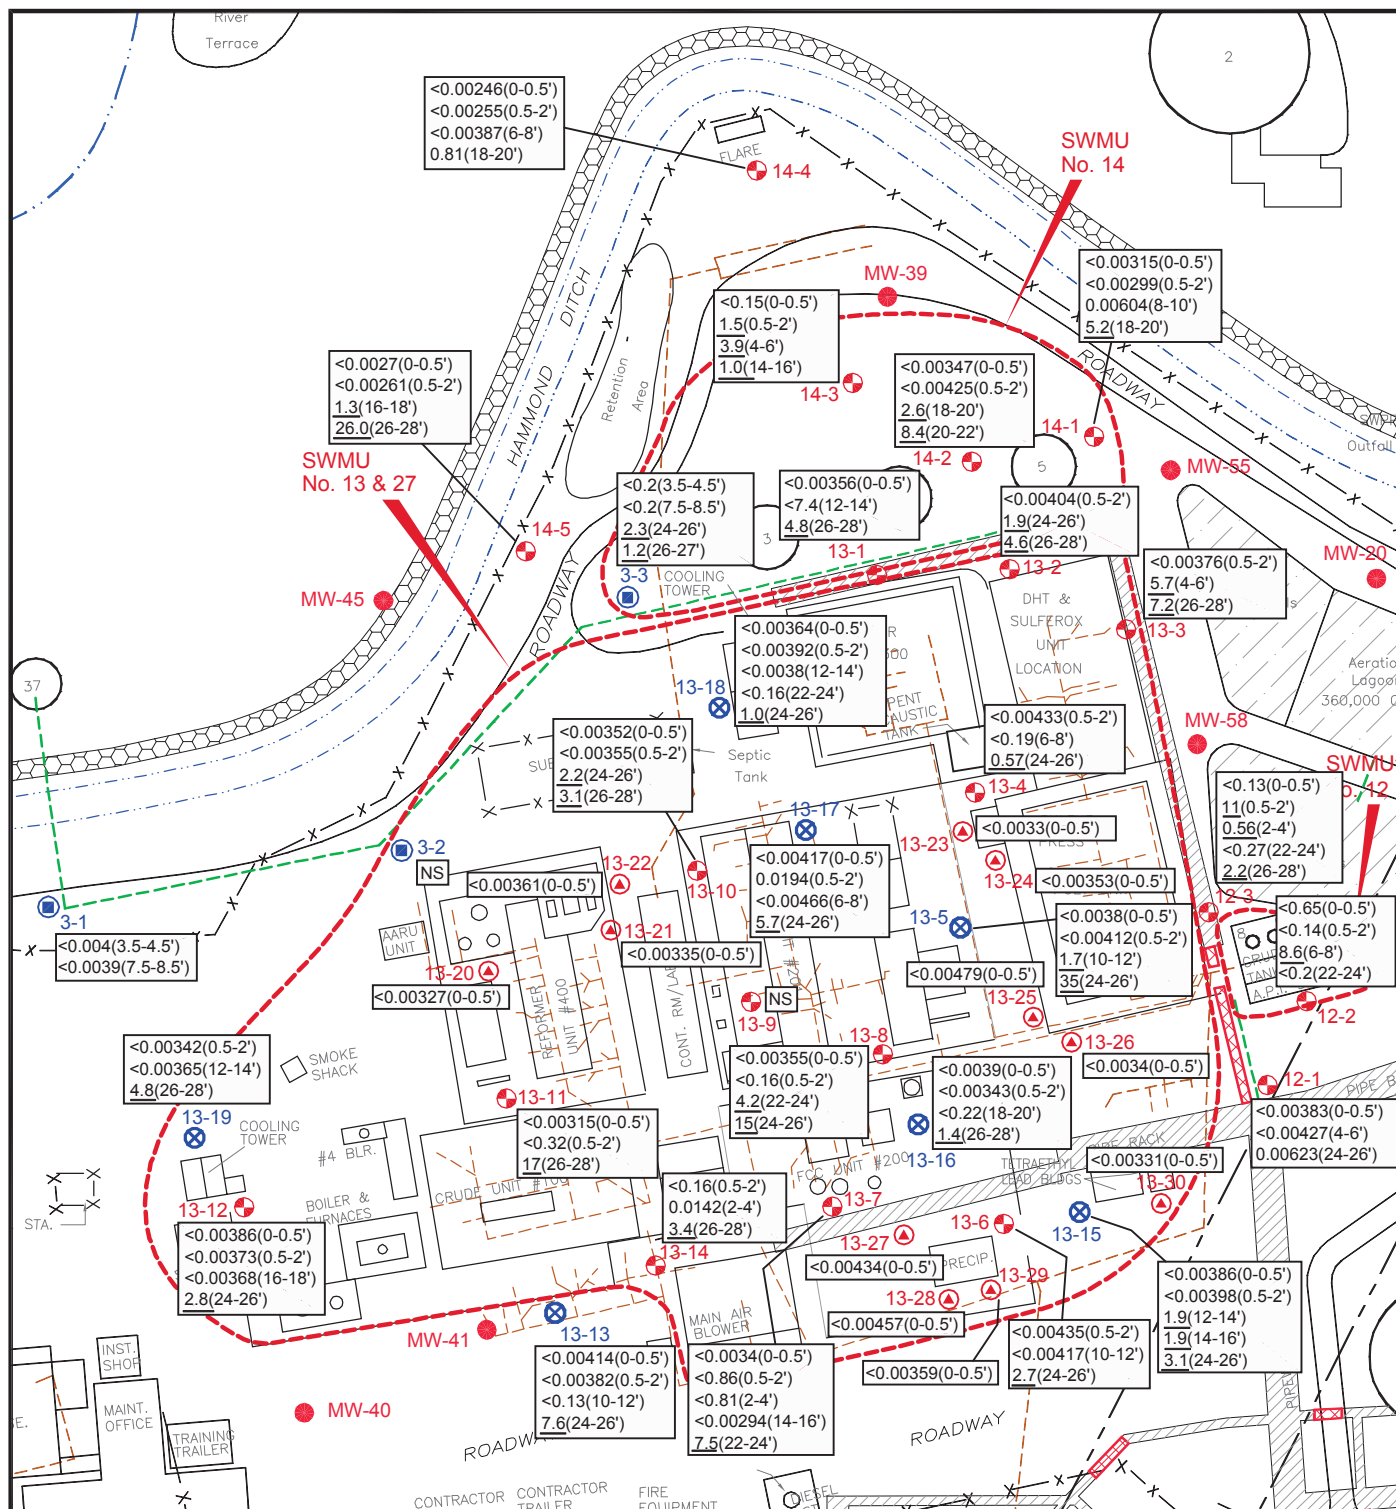 River
Terrace
2
<0.00246(0-0.5')
<0.00255(0.5-2')
<0.00387(6-8')
0.81(18-20')
FLARE
14-4
SWMU
No. 14
MW-39
<0.00315(0-0.5')
<0.00299(0.5-2')
0.00604(8-10')
5.2(18-20')
HAMMOND DITCH
Retention
Area
<0.15(0-0.5')
1.5(0.5-2')
3.9(4-6')
1.0(14-16')
14-3
ROADWAY
<0.0027(0-0.5')
<0.00261(0.5-2')
1.3(16-18')
26.0(26-28')
<0.00347(0-0.5')
<0.00425(0.5-2')
2.6(18-20')
8.4(20-22')
14-1
14-2
5
Outfall
MW-55
SWMU
No. 13 & 27
<0.2(3.5-4.5')
<0.2(7.5-8.5')
2.3(24-26')
1.2(26-27')
3
<0.00356(0-0.5')
<7.4(12-14')
4.8(26-28')
<0.00404(0.5-2')
1.9(24-26')
4.6(26-28')
14-5
MW-20
13-1
13-2
3-3
COOLING
TOWER
<0.00376(0.5-2')
5.7(4-6')
7.2(26-28')
MW-45
ROADWAY
DHT &
SULFEROX
UNIT
LOCATION
13-3
<0.00364(0-0.5')
<0.00392(0.5-2')
<0.0038(12-14')
<0.16(22-24')
1.0(24-26')
37
Aeratio
Lagoo
360,000
13-18
TANK
<0.00433(0.5-2')
<0.19(6-8')
0.57(24-26')
<0.00352(0-0.5')
<0.00355(0.5-2')
2.2(24-26')
3.1(26-28')
Septic
Tank
MW-58
SWMU
12
<0.13(0-0.5')
11(0.5-2')
0.56(2-4')
<0.27(22-24')
2.2(26-28')
13-4
13-17
13-23
<0.0033(0-0.5')
PRESS
3-2
NS
13-22
<0.00361(0-0.5')
13-10
<0.00417(0-0.5')
0.0194(0.5-2')
<0.00466(6-8')
5.7(24-26')
13-24
<0.00353(0-0.5')
12-3
<0.65(0-0.5')
<0.14(0.5-2')
8.6(6-8')
<0.2(22-24')
3-1
<0.004(3.5-4.5')
<0.0039(7.5-8.5')
AARU
UNIT
13-21
<0.00335(0-0.5')
13-5
<0.0038(0-0.5')
<0.00412(0.5-2')
1.7(10-12')
35(24-26')
8
A.P.I.
13-20
<0.00327(0-0.5')
<0.00479(0-0.5')
REFORMER
UNIT #400
CONT. RM/LAB
13-9
NS
13-25
12-2
<0.00342(0.5-2')
<0.00365(12-14')
4.8(26-28')
SMOKE
SHACK
13-8
13-26
<0.0034(0-0.5')
<0.00355(0-0.5')
<0.16(0.5-2')
4.2(22-24')
15(24-26')
<0.0039(0-0.5')
<0.00343(0.5-2')
<0.22(18-20')
1.4(26-28')
12-1
PIPE
<0.00383(0-0.5')
<0.00427(4-6')
0.00623(24-26')
13-11
<0.00315(0-0.5')
<0.32(0.5-2')
17(26-28')
13-19
COOLING
TOWER
#4 BLR.
13-16
PIPE RACK
<0.00331(0-0.5')
TETRAETHYL
LEAD BLDGS
FCC UNIT #200
CRUDE UNIT #100
<0.16(0.5-2')
0.0142(2-4')
3.4(26-28')
13-30
STA.
13-12
BOILER &
FURNACES
13-7
13-6
13-15
<0.00386(0-0.5')
<0.00373(0.5-2')
<0.00368(16-18')
2.8(24-26')
13-14
13-27
<0.00434(0-0.5')
PRECIP.
13-29
13-28
<0.00386(0-0.5')
<0.00398(0.5-2')
1.9(12-14')
1.9(14-16')
3.1(24-26')
MAIN AIR
BLOWER
<0.00457(0-0.5')
<0.00435(0.5-2')
<0.00417(10-12')
2.7(24-26')
MW-41
13-13
INST.
SHOP
<0.00414(0-0.5')
<0.00382(0.5-2')
<0.13(10-12')
7.6(24-26')
<0.0034(0-0.5')
<0.86(0.5-2')
<0.81(2-4')
<0.00294(14-16')
7.5(22-24')
<0.00359(0-0.5')
MAINT.
OFFICE
MW-40
TRAINING
TRAILER
ROADWAY
ROADWAY
CONTRACTOR
CONTRACTOR
TRAILER
FIRE
EQUIPMENT
DIESEL